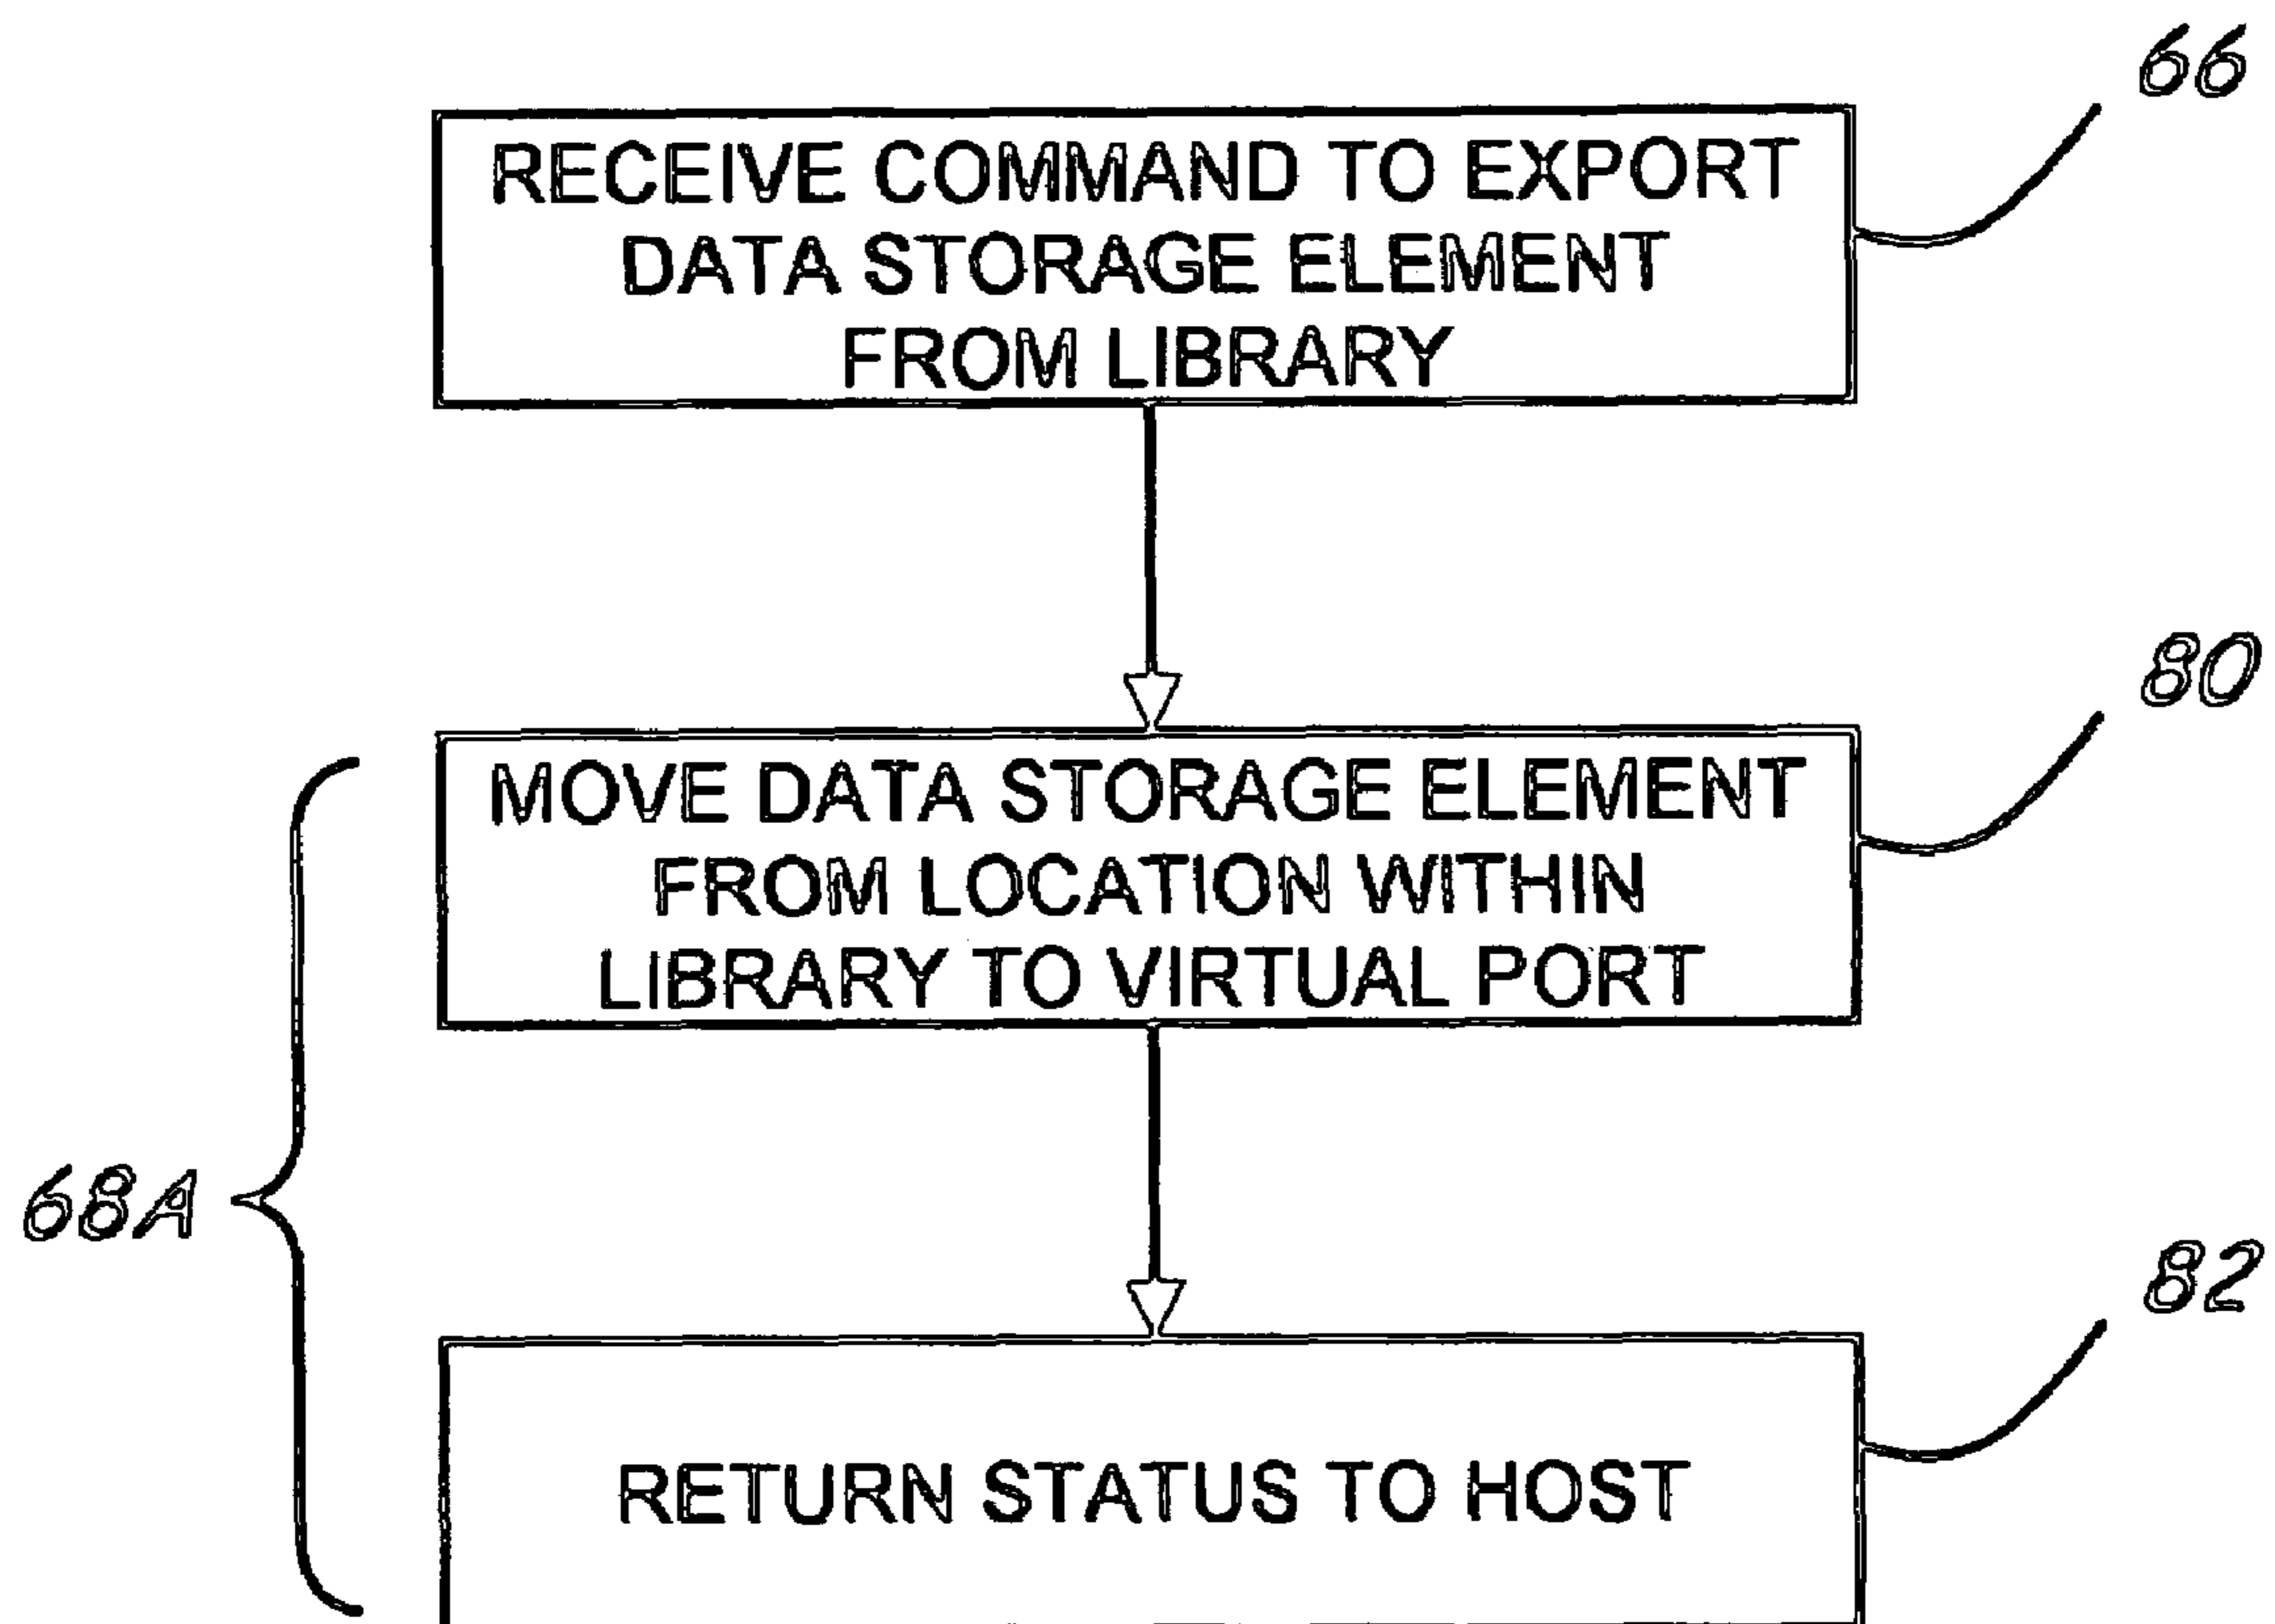 66
RECEIVE COMMAND TO EXPORT
DATA STORAGE ELEMENT
FROM LIBRARY
80
MOVE DATA STORAGE ELEMENT
FROM LOCATION WITHIN
LIBRARY TO VIRTUAL PORT
68A
82
RETURN STATUS TO HOST